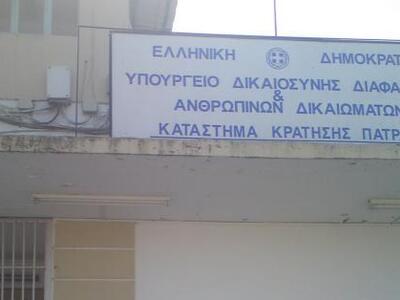 ΕΛΛΗΝΙΚΗ ΔΗΜΟΚΡΑΤ
ΥΠΟΥΡΓΕΙΟ ΔΙΚΑΙΟΣΥΝΗΣ ΔΙΑΦΑ
&
ΑΝΘΡΩΠΙΝΩΝ ΔΙΚΑΙΩΜΑΤΩΝ
ΚΑΤΑΣΤΗΜΑ ΚΡΑΤΗΣΗΣ ΠΑΤΡ